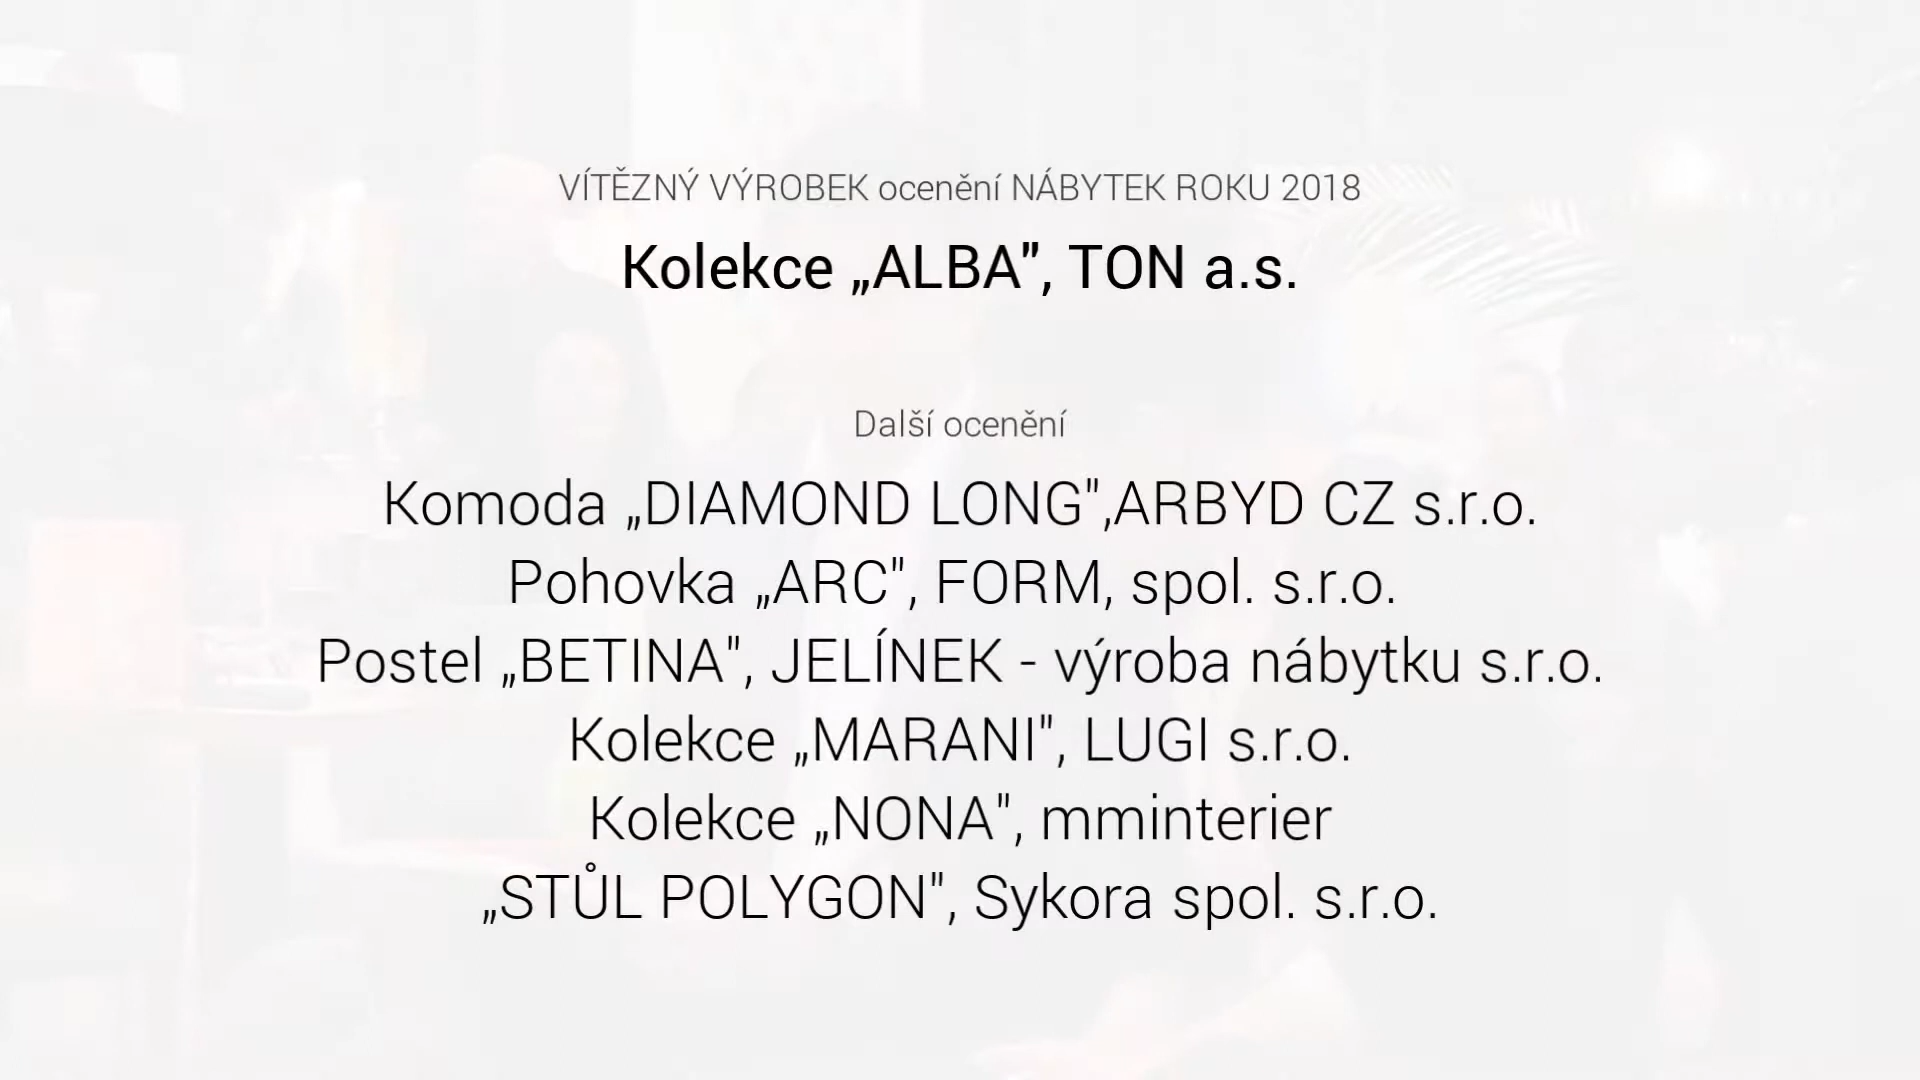 VÍTĚZNÝ VÝROBEK ocenění NÁBYTEK ROKU 2018
Kolekce „ALBA", TON a.s.
Další ocenění
Komoda „DIAMOND LONG",ARBYD CZ s.r.o.
Pohovka „ARC", FORM, spol. s.r.o.
Postel „BETINA", JELÍNEK - výroba nábytku s.r.o.
Kolekce „MARANI", LUGI s.r.o.
Kolekce „NONA", mminterier
„STŮL POLYGON", Sykora spol. s.r.o.